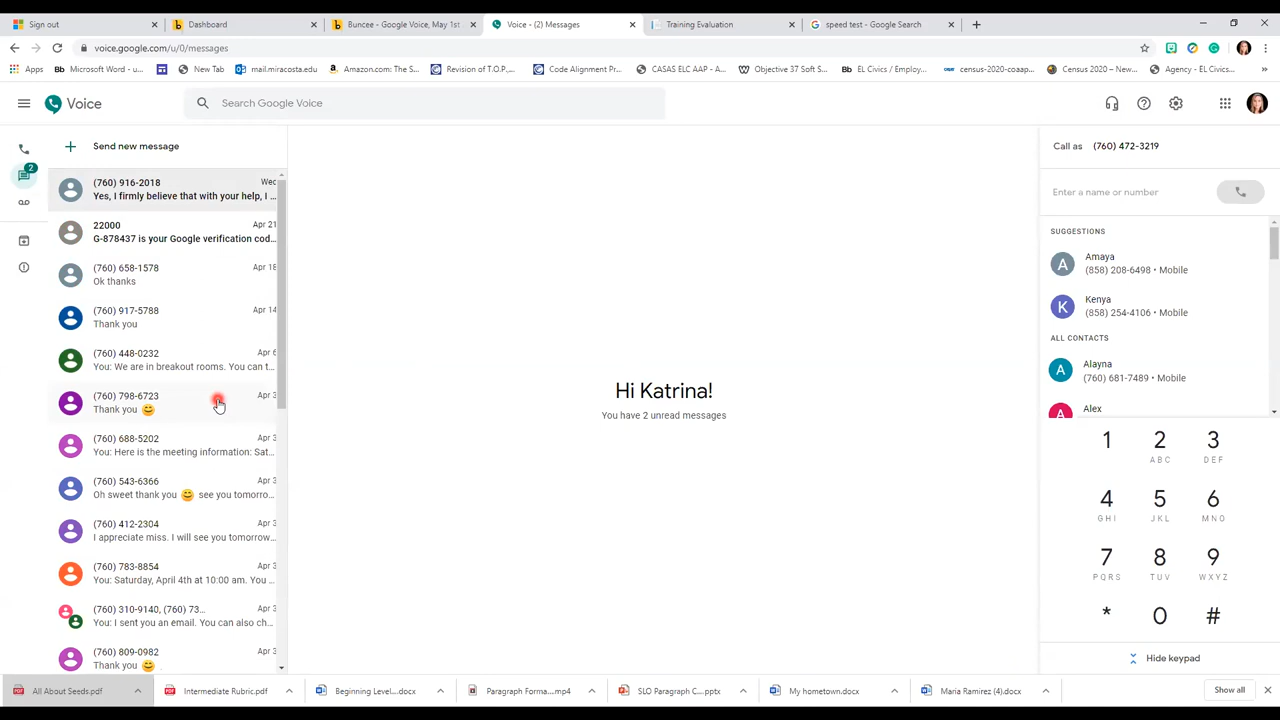 Sign out
Dashboard
Buncee - Google Voice, May 1st
Voice - (2) Messages
Training Evaluation
speed test - Google Search
voice.google.com/u/0/messages
Apps
Microsoft Word - u...
New Tab
mail.miracosta.edu
Amazon.com: The S...
Revision of T.O.P....
Code Alignment Pr...
CASAS ELC AAP - A...
Objective 37 Soft S...
EL Civics / Employ...
census-2020-coaap...
Census 2020 – New...
Agency - EL Civics...
Voice
Search Google Voice
Send new message
Call as (760) 472-3219
2
(760) 916-2018 Wed
Yes, I firmly believe that with your help, I ...
Enter a name or number
22000 Apr 21
G-878437 is your Google verification cod...
SUGGESTIONS
Amaya
(858) 208-6498 • Mobile
(760) 658-1578 Apr 18
Ok thanks
Kenya
(858) 254-4106 • Mobile
(760) 917-5788 Apr 14
Thank you
ALL CONTACTS
(760) 448-0232 Apr 6
You: We are in breakout rooms. You can t...
Alayna
(760) 681-7489 • Mobile
Hi Katrina!
You have 2 unread messages
(760) 798-6723 Apr 3
Thank you 😊
Alex
(760) 688-5202 Apr 3
You: Here is the meeting information: Sat...
1
2 ABC
3 DEF
(760) 543-6366 Apr 3
Oh sweet thank you 😊 see you tomorro...
4 GHI
5 JKL
6 MNO
(760) 412-2304 Apr 3
I appreciate miss. I will see you tomorrow...
7 PQRS
8 TUV
9 WXYZ
(760) 783-8854 Apr 3
You: Saturday, April 4th at 10:00 am. You ...
(760) 310-9140, (760) 73... Apr 3
You: I sent you an email. You can also ch...
* 0 #
(760) 809-0982 Apr 3
Thank you 😊
Hide keypad
All About Seeds.pdf
Intermediate Rubric.pdf
Beginning Level....docx
Paragraph Forma....mp4
SLO Paragraph C....pptx
My hometown.docx
Maria Ramirez (4).docx
Show all